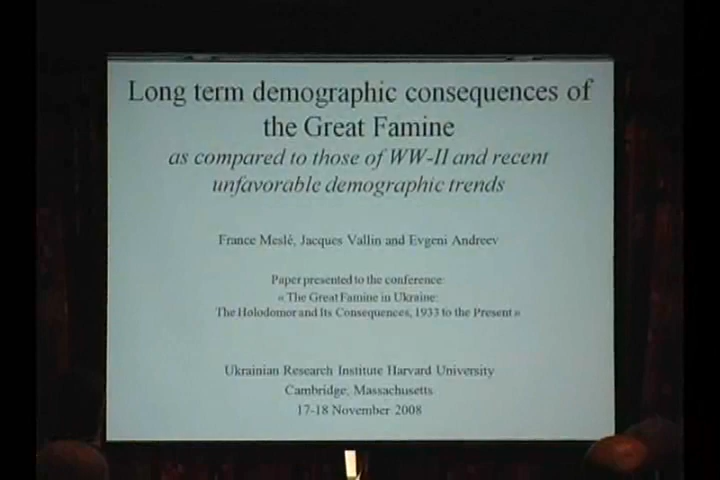 Long term demographic consequences of
the Great Famine
as compared to those of WW-II and recent
unfavorable demographic trends
France Meslé, Jacques Vallin and Evgeni Andreev
Paper presented to the conference:
« The Great Famine in Ukraine:
The Holodomor and Its Consequences, 1933 to the Present »
Ukrainian Research Institute Harvard University
Cambridge, Massachusetts
17-18 November 2008